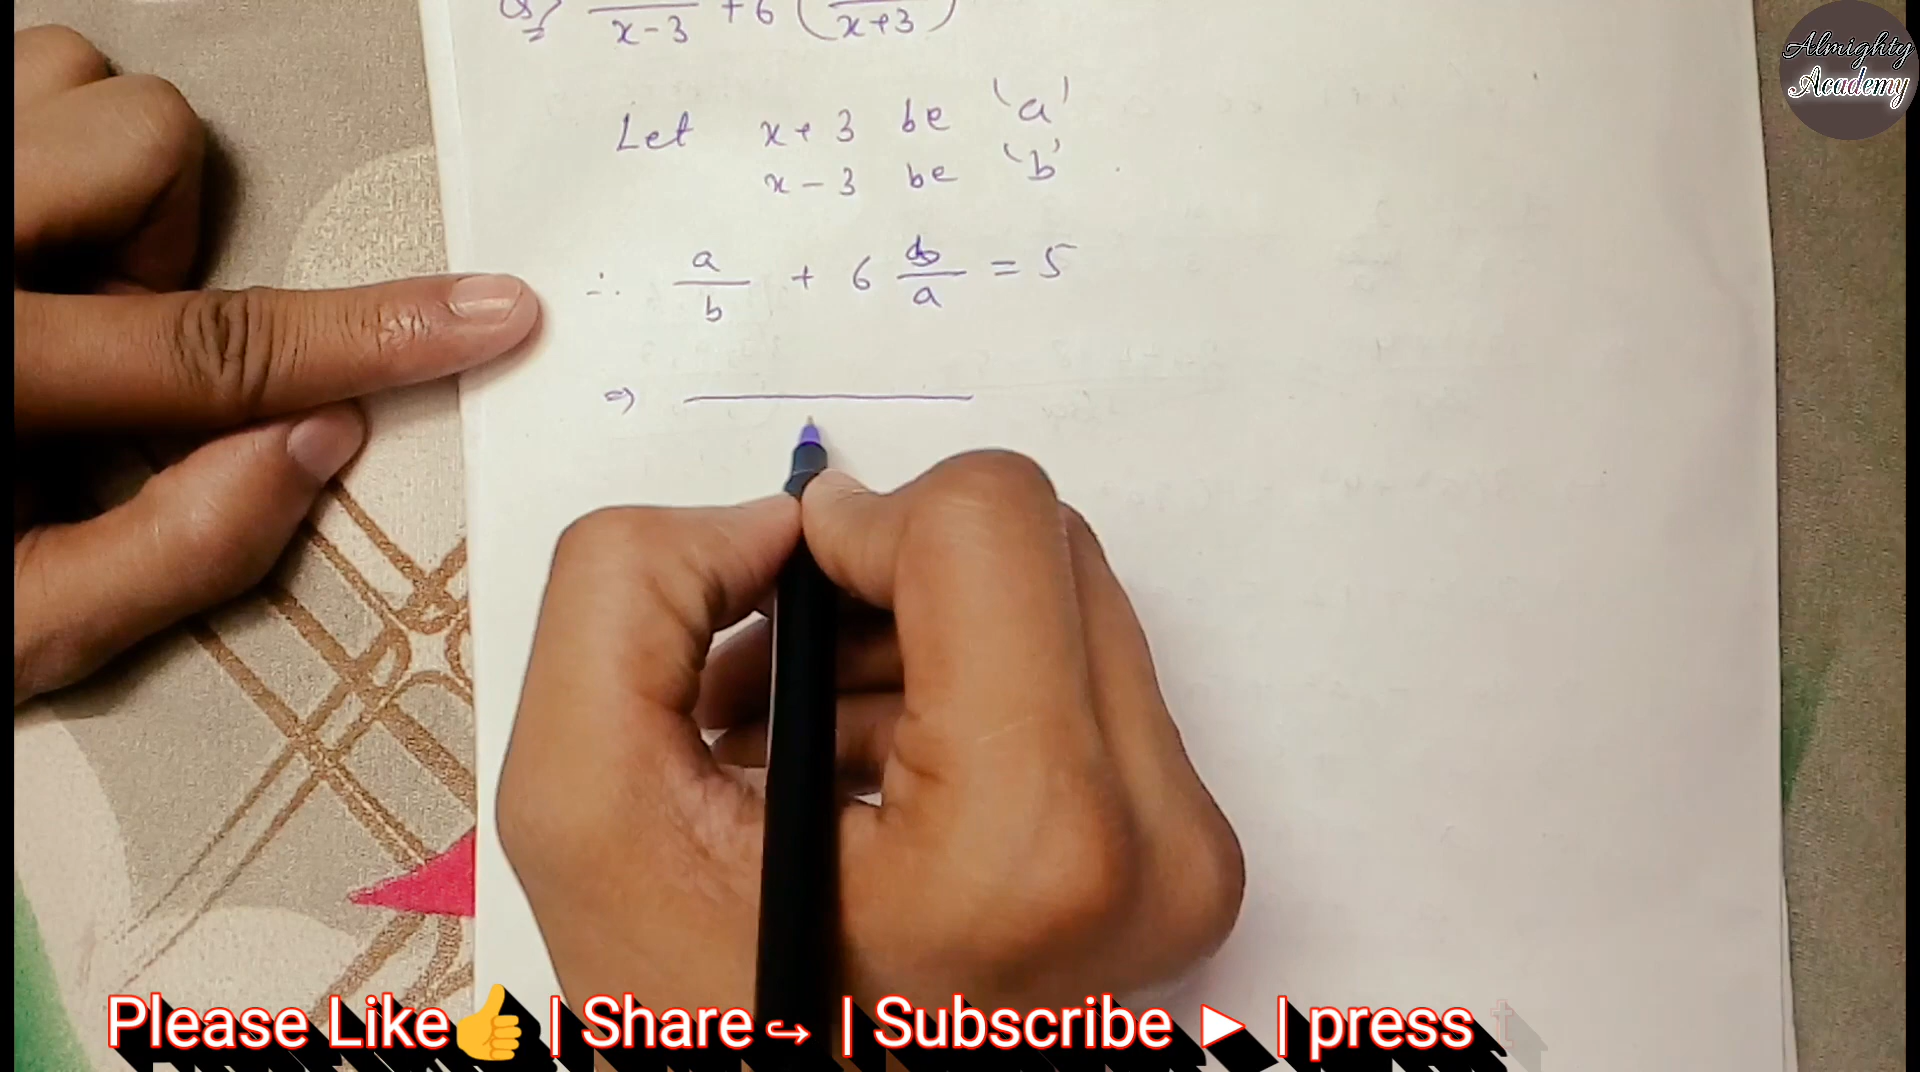 Q) x-3 + 6 ( x+3 )
Let x+3 be 'a'
x-3 be 'b'
∴ a/b + 6 b/a = 5
⇒
Almighty
Academy
Please Like👍 | Share↪ | Subscribe ► | press t